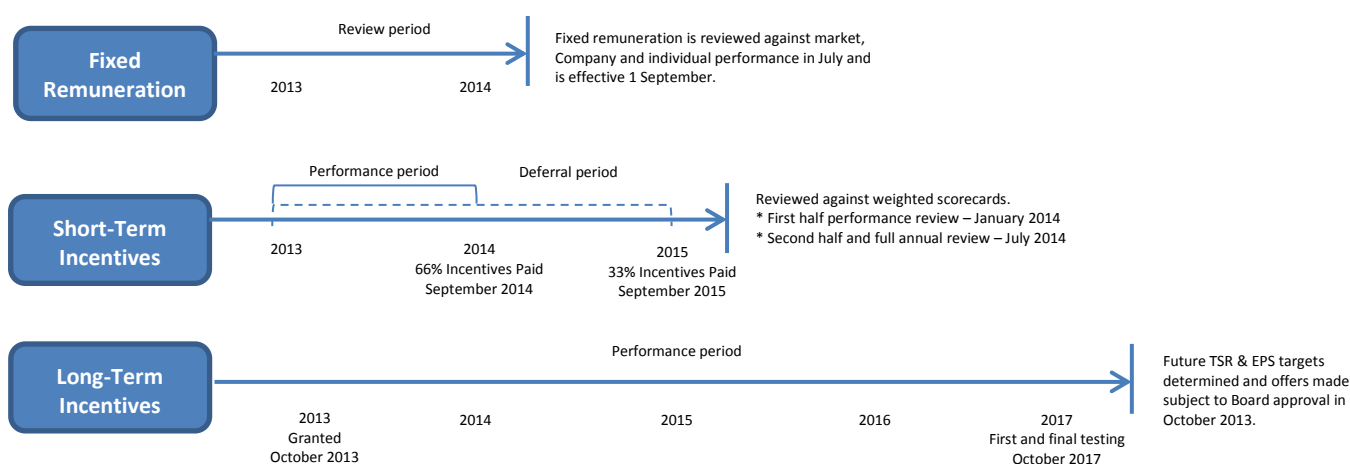 Fixed
Remuneration
Review period
2013
2014
Fixed remuneration is reviewed against market,
Company and individual performance in July and
is effective 1 September.
Short-Term
Incentives
Performance period
Deferral period
2013
2014
66% Incentives Paid
September 2014
2015
33% Incentives Paid
September 2015
Reviewed against weighted scorecards.
* First half performance review – January 2014
* Second half and full annual review – July 2014
Long-Term
Incentives
Performance period
2013
Granted
October 2013
2014
2015
2016
2017
First and final testing
October 2017
Future TSR & EPS targets
determined and offers made
subject to Board approval in
October 2013.